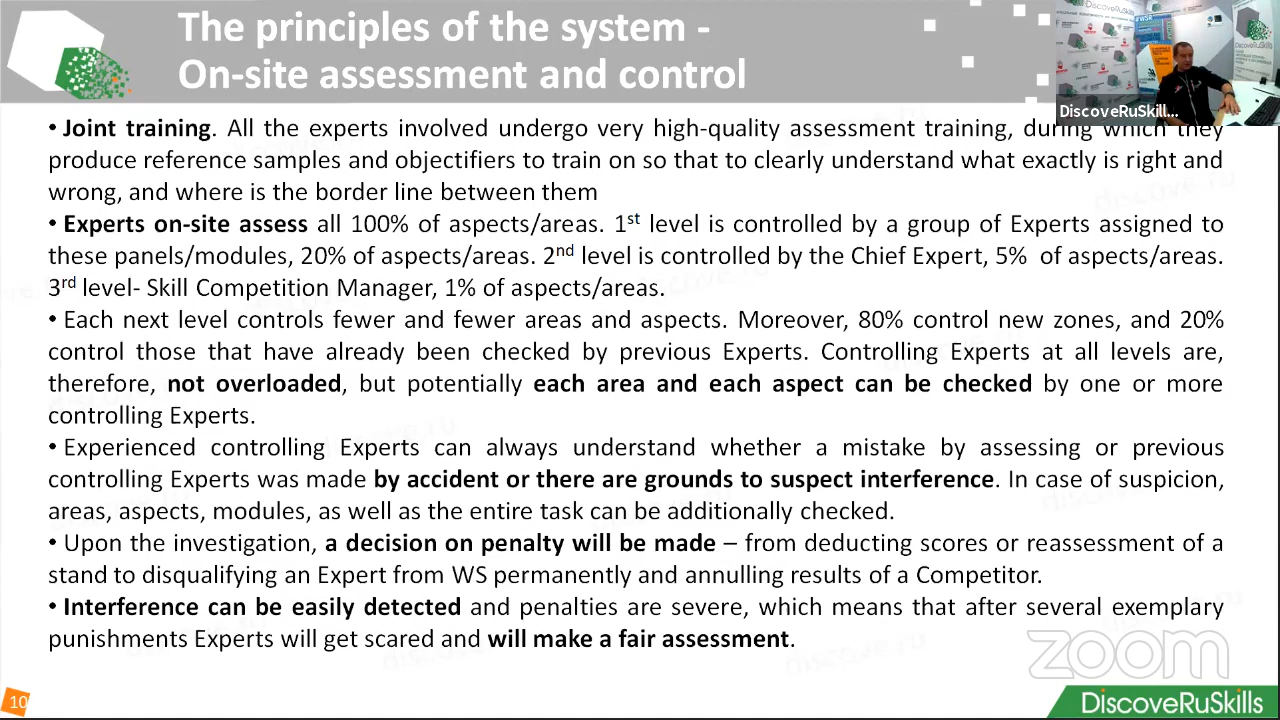 The principles of the system -
On-site assessment and control
DiscoveRuSkill...
• Joint training. All the experts involved undergo very high-quality assessment training, during which they
produce reference samples and objectifiers to train on so that to clearly understand what exactly is right and
wrong, and where is the border line between them
• Experts on-site assess all 100% of aspects/areas. 1st level is controlled by a group of Experts assigned to
these panels/modules, 20% of aspects/areas. 2nd level is controlled by the Chief Expert, 5% of aspects/areas.
3rd level- Skill Competition Manager, 1% of aspects/areas.
• Each next level controls fewer and fewer areas and aspects. Moreover, 80% control new zones, and 20%
control those that have already been checked by previous Experts. Controlling Experts at all levels are,
therefore, not overloaded, but potentially each area and each aspect can be checked by one or more
controlling Experts.
• Experienced controlling Experts can always understand whether a mistake by assessing or previous
controlling Experts was made by accident or there are grounds to suspect interference. In case of suspicion,
areas, aspects, modules, as well as the entire task can be additionally checked.
• Upon the investigation, a decision on penalty will be made – from deducting scores or reassessment of a
stand to disqualifying an Expert from WS permanently and annulling results of a Competitor.
• Interference can be easily detected and penalties are severe, which means that after several exemplary
punishments Experts will get scared and will make a fair assessment.
zoom
10
DiscoveRuSkills